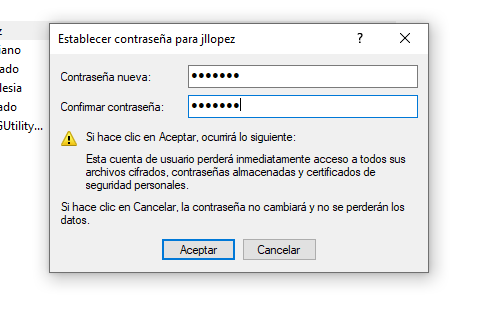 Establecer contraseña para jllopez
?
Contraseña nueva:
Confirmar contraseña:
Si hace clic en Aceptar, ocurrirá lo siguiente:
Esta cuenta de usuario perderá inmediatamente acceso a todos sus
archivos cifrados, contraseñas almacenadas y certificados de
seguridad personales.
Si hace clic en Cancelar, la contraseña no cambiará y no se perderán los
datos.
Aceptar
Cancelar
z
iano
ado
lesia
ado
GUtility...